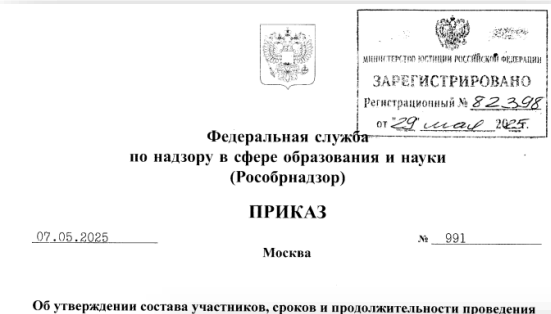 МИНИСТЕРСТВО ЮСТИЦИИ РОССИЙСКОЙ ФЕДЕРАЦИИ
ЗАРЕГИСТРИРОВАНО
Регистрационный № 82398
от "29" мая 2025г.
Федеральная служба
по надзору в сфере образования и науки
(Рособрнадзор)
ПРИКАЗ
07.05.2025
№ 991
Москва
Об утверждении состава участников, сроков и продолжительности проведения